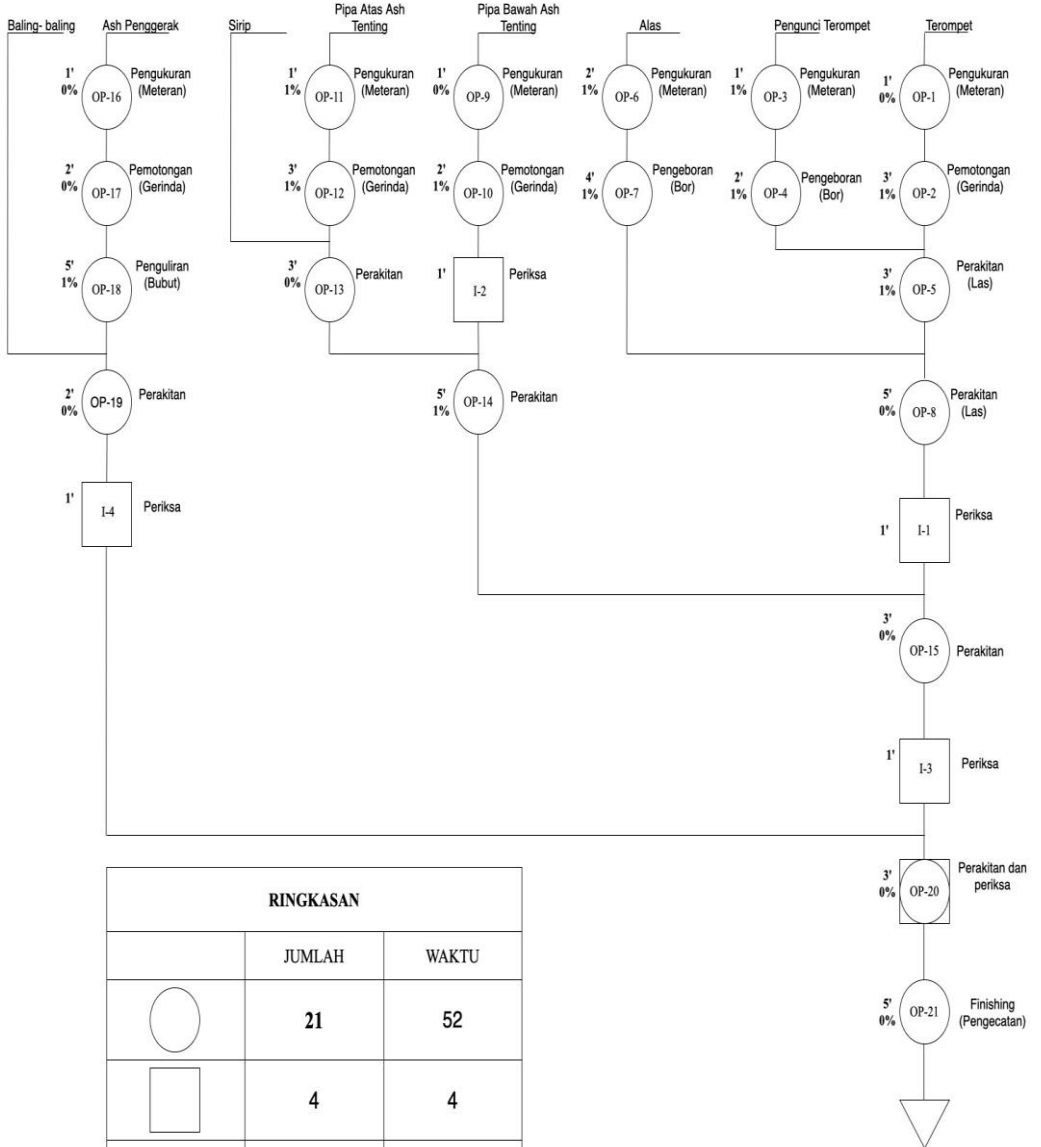 Baling- baling
Ash Penggerak
Sirip
Pipa Atas Ash
Tenting
Pipa Bawah Ash
Tenting
Alas
Pengunci Terompet
Terompet
1'
0%
OP-16
Pengukuran
(Meteran)
1'
1%
OP-11
Pengukuran
(Meteran)
1'
0%
OP-9
Pengukuran
(Meteran)
2'
1%
OP-6
Pengukuran
(Meteran)
1'
1%
OP-3
Pengukuran
(Meteran)
1'
0%
OP-1
Pengukuran
(Meteran)
2'
0%
OP-17
Pemotongan
(Gerinda)
3'
1%
OP-12
Pemotongan
(Gerinda)
2'
1%
OP-10
Pemotongan
(Gerinda)
4'
1%
OP-7
Pengeboran
(Bor)
2'
1%
OP-4
Pengeboran
(Bor)
3'
1%
OP-2
Pemotongan
(Gerinda)
5'
1%
OP-18
Penguliran
(Bubut)
3'
0%
OP-13
Perakitan
1'
I-2
Periksa
3'
1%
OP-5
Perakitan
(Las)
2'
0%
OP-19
Perakitan
5'
1%
OP-14
Perakitan
5'
0%
OP-8
Perakitan
(Las)
1'
I-4
Periksa
1'
I-1
Periksa
3'
0%
OP-15
Perakitan
1'
I-3
Periksa
3'
0%
OP-20
Perakitan dan
periksa
5'
0%
OP-21
Finishing
(Pengecatan)
RINGKASAN
JUMLAH
WAKTU
21
52
4
4